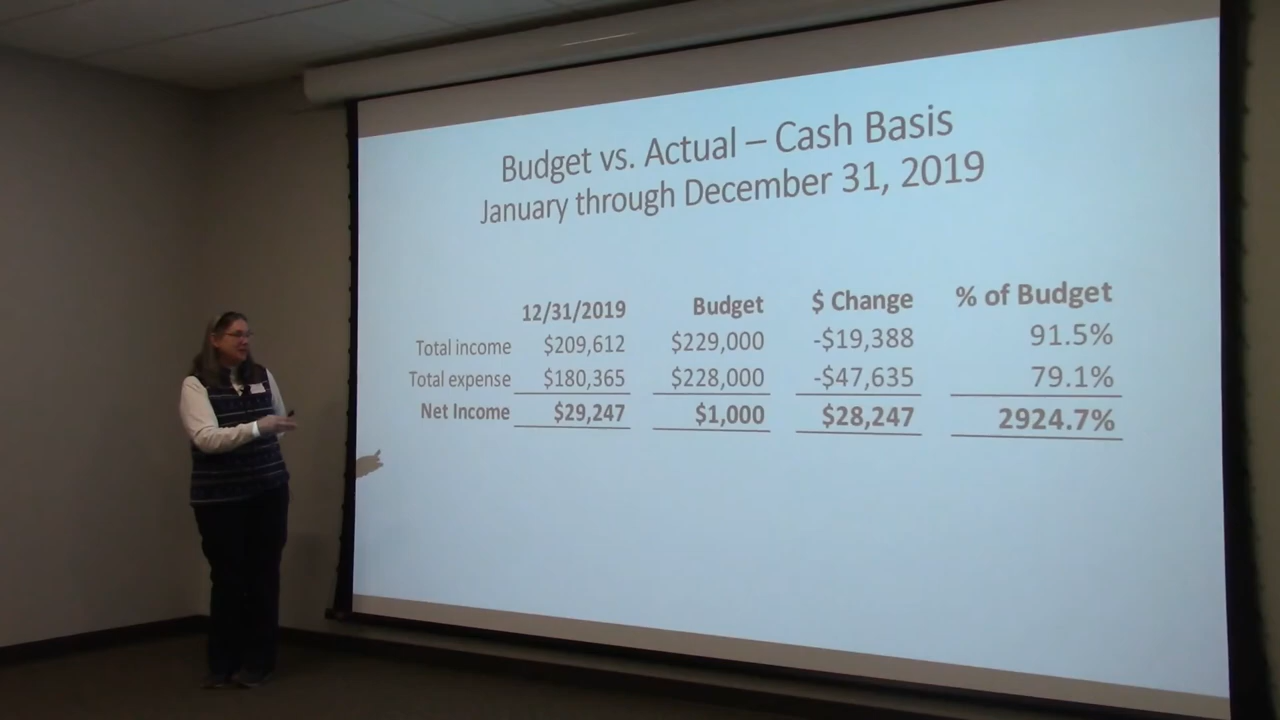 Budget vs. Actual – Cash Basis
January through December 31, 2019
12/31/2019 Budget $ Change % of Budget
Total income $209,612 $229,000 -$19,388 91.5%
Total expense $180,365 $228,000 -$47,635 79.1%
Net Income $29,247 $1,000 $28,247 2924.7%